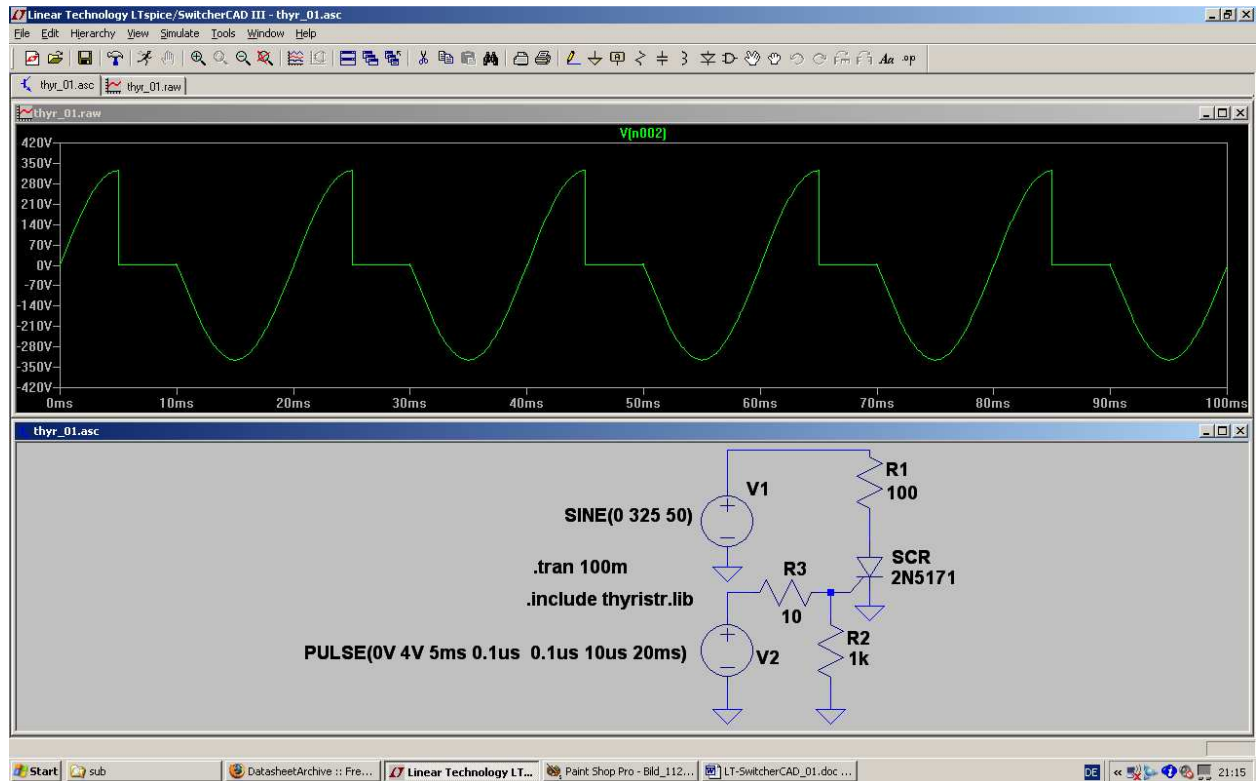 Linear Technology LTspice/SwitcherCAD III - thyr_01.asc
File Edit Hierarchy View Simulate Tools Window Help
Aa .op
thyr_01.asc thyr_01.raw
thyr_01.raw
V(n002)
420V
350V
280V
210V
140V
70V
0V
-70V
-140V
-210V
-280V
-350V
-420V
0ms 10ms 20ms 30ms 40ms 50ms 60ms 70ms 80ms 90ms 100ms
thyr_01.asc
V1
SINE(0 325 50)
R1
100
SCR
2N5171
.tran 100m
.include thyristr.lib
R3
10
PULSE(0V 4V 5ms 0.1us 0.1us 10us 20ms)
V2
R2
1k
Start sub DatasheetArchive :: Fre... Linear Technology LT... Paint Shop Pro - Bild_112... LT-SwitcherCAD_01.doc ... DE 21:15